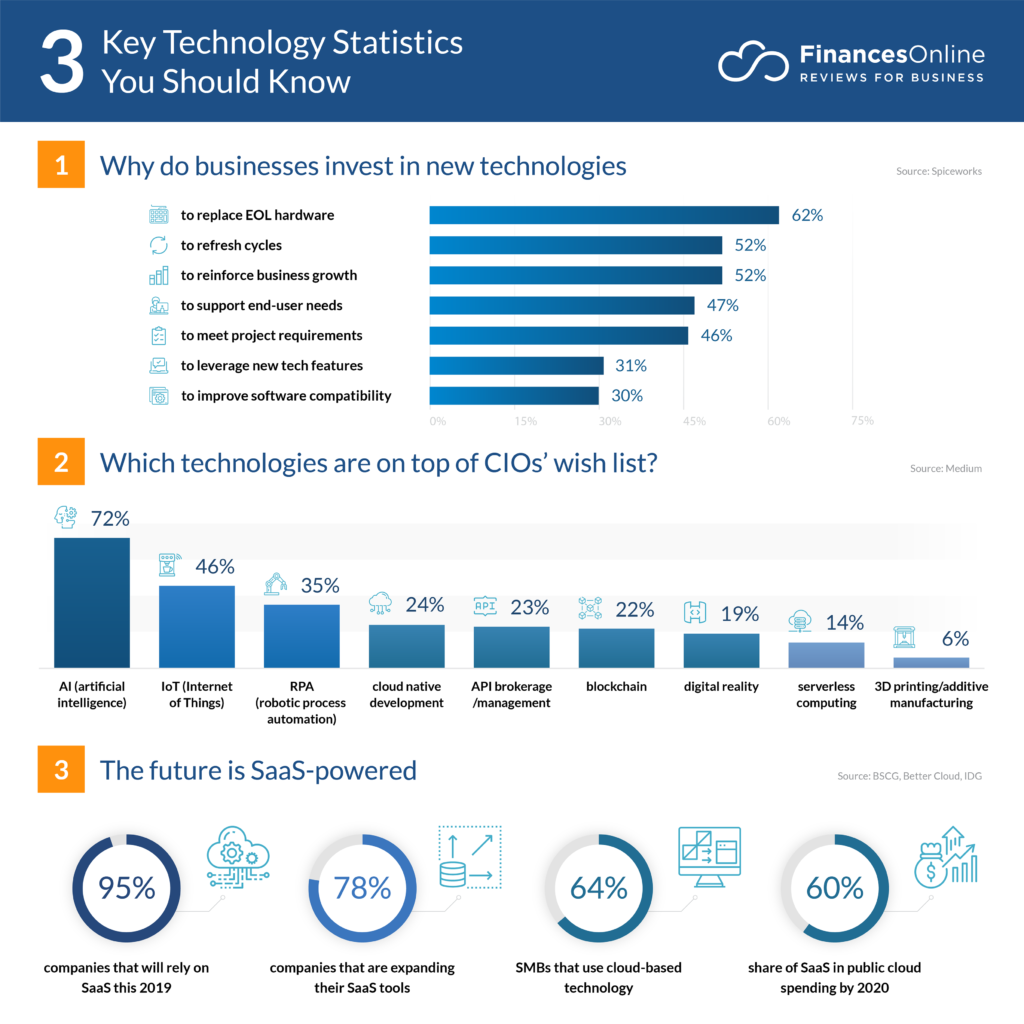 3
Key Technology Statistics
You Should Know
FinancesOnline
REVIEWS FOR BUSINESS
1
Why do businesses invest in new technologies
Source: Spiceworks
to replace EOL hardware
62%
to refresh cycles
52%
to reinforce business growth
52%
to support end-user needs
47%
to meet project requirements
46%
to leverage new tech features
31%
to improve software compatibility
30%
0%
15%
30%
45%
60%
75%
2
Which technologies are on top of CIOs' wish list?
Source: Medium
72%
46%
35%
24%
API
23%
22%
19%
14%
6%
AI (artificial
intelligence)
IoT (Internet
of Things)
RPA
(robotic process
automation)
cloud native
development
API brokerage
/management
blockchain
digital reality
serverless
computing
3D printing/additive
manufacturing
3
The future is SaaS-powered
Source: BSCG, Better Cloud, IDG
95%
78%
64%
60%
$
companies that will rely on
SaaS this 2019
companies that are expanding
their SaaS tools
SMBs that use cloud-based
technology
share of SaaS in public cloud
spending by 2020